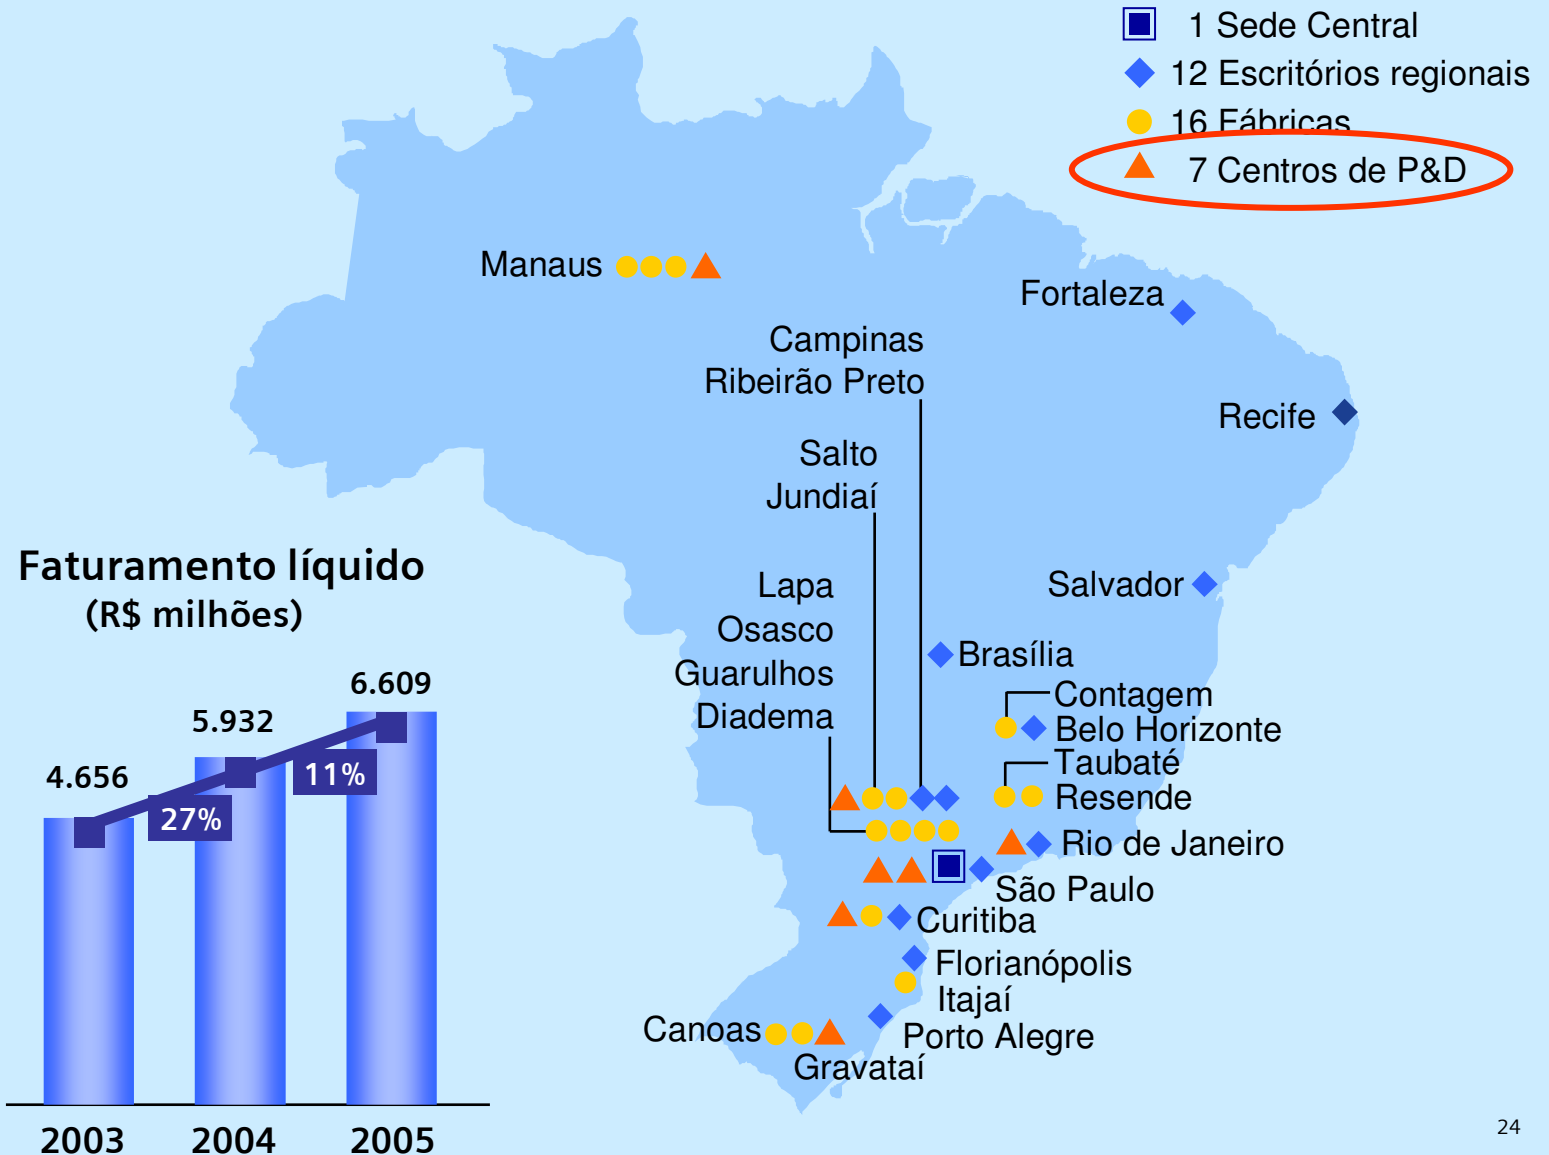 1 Sede Central
12 Escritórios regionais
16 Fábricas
7 Centros de P&D
Manaus
Fortaleza
Campinas
Ribeirão Preto
Recife
Salto
Jundiaí
Lapa
Osasco
Guarulhos
Diadema
Salvador
Brasília
Contagem
Belo Horizonte
Taubaté
Resende
Rio de Janeiro
São Paulo
Curitiba
Florianópolis
Itajaí
Canoas
Porto Alegre
Gravataí
Faturamento líquido
(R$ milhões)
6.609
5.932
4.656
11%
27%
2003 2004 2005
24